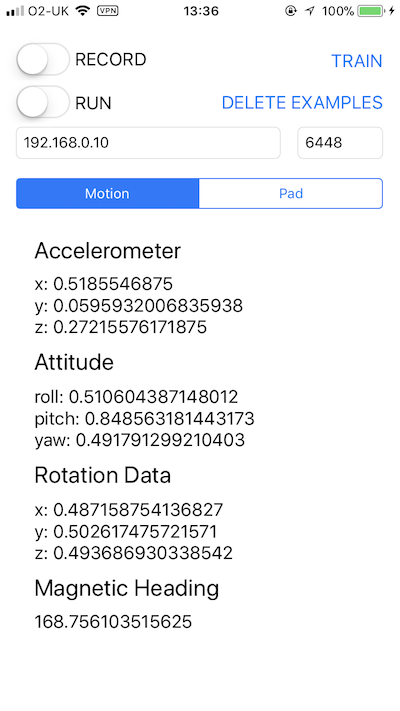 O2-UK VPN 13:36 100%
RECORD TRAIN
RUN DELETE EXAMPLES
192.168.0.10 6448
Motion Pad
Accelerometer
x: 0.5185546875
y: 0.0595932006835938
z: 0.27215576171875
Attitude
roll: 0.510604387148012
pitch: 0.848563181443173
yaw: 0.491791299210403
Rotation Data
x: 0.487158754136827
y: 0.502617475721571
z: 0.493686930338542
Magnetic Heading
168.756103515625